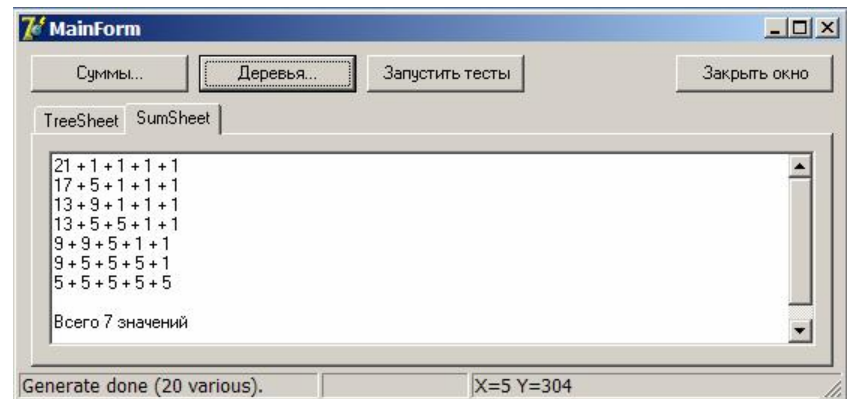 MainForm
Суммы... Деревья... Запустить тесты Закрыть окно
TreeSheet SumSheet
21 + 1 + 1 + 1 + 1
17 + 5 + 1 + 1 + 1
13 + 9 + 1 + 1 + 1
13 + 5 + 5 + 1 + 1
9 + 9 + 5 + 1 + 1
9 + 5 + 5 + 5 + 1
5 + 5 + 5 + 5 + 5
Всего 7 значений
Generate done (20 various). X=5 Y=304